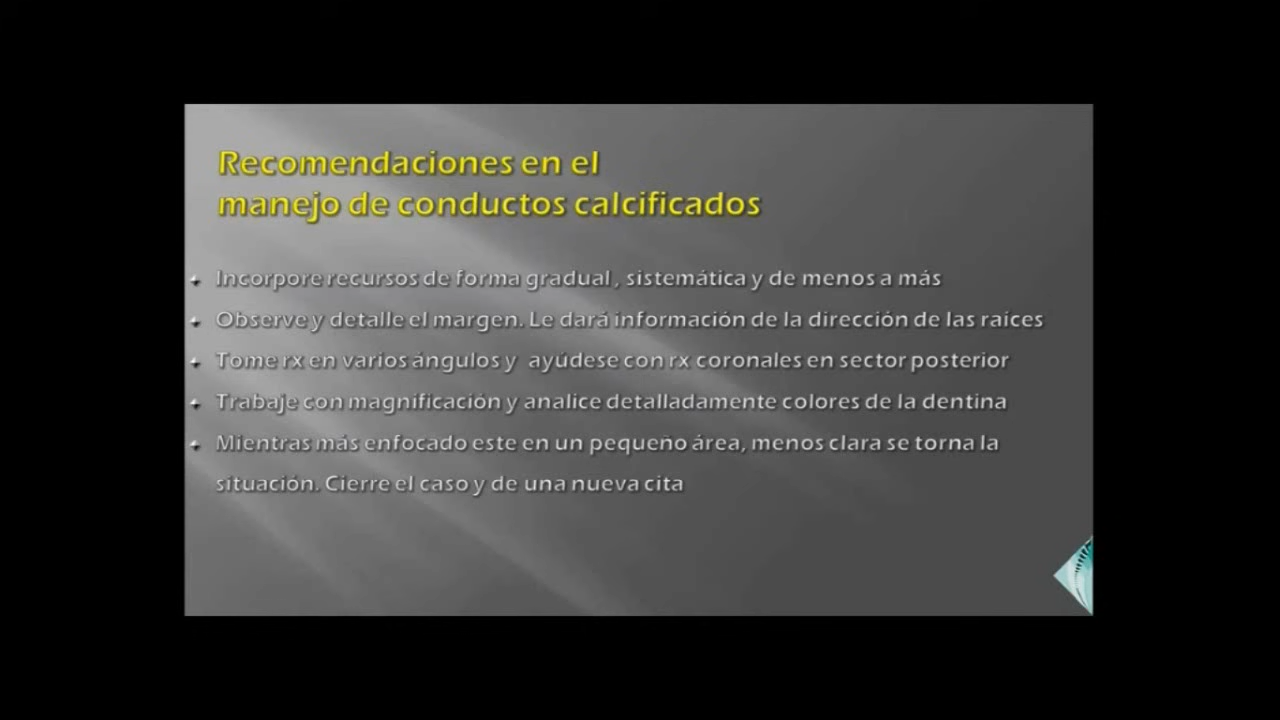 Recomendaciones en el
manejo de conductos calcificados
Incorpore recursos de forma gradual , sistemática y de menos a más
Observe y detalle el margen. Le dará información de la dirección de las raíces
Tome rx en varios ángulos y ayúdese con rx coronales en sector posterior
Trabaje con magnificación y analice detalladamente colores de la dentina
Mientras más enfocado este en un pequeño área, menos clara se torna la
situación. Cierre el caso y de una nueva cita